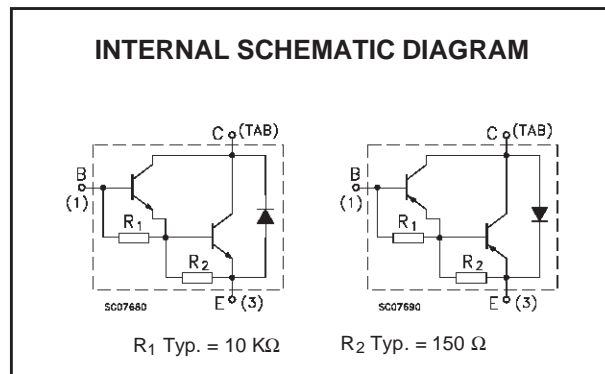 INTERNAL SCHEMATIC DIAGRAM
C (TAB)
B
(1)
R1
R2
E (3)
SC07680
C (TAB)
B
(1)
R1
R2
E (3)
SC07690
R1 Typ. = 10 KΩ R2 Typ. = 150 Ω